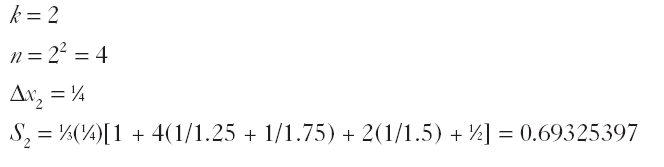 k = 2
n = 2² = 4
Δx₂ = ¼
S₂ = ⅓(¼)[1 + 4(1/1.25 + 1/1.75) + 2(1/1.5) + ½] = 0.69325397